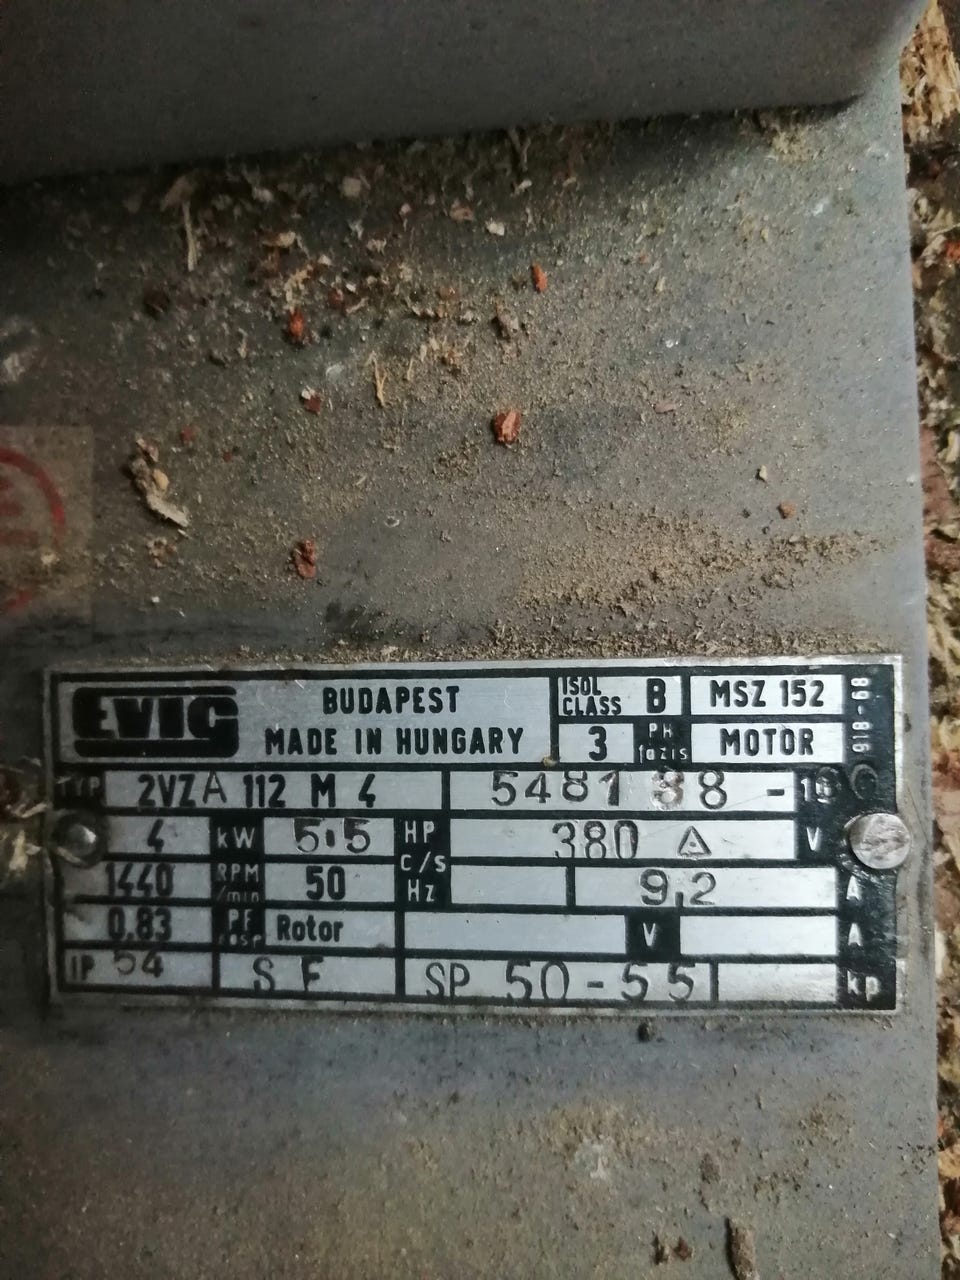 EVIG
BUDAPEST
MADE IN HUNGARY
ISOL CLASS B
MSZ 152
3 PH fázis
MOTOR
918-68
TYP 2VZA 112 M 4
4 kW 5.5 HP
380 △ V
1440 RPM /min 50 C/S Hz
9,2 A
0.83 P.F. Rotor
V A
IP 54 S F SP 50-55 kp